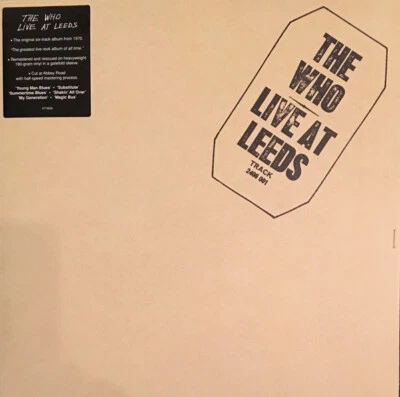 THE WHO
LIVE AT LEEDS
• The original six-track album from 1970.
"The greatest live rock album of all time."
• Remastered and reissued on heavyweight
180-gram vinyl in a gatefold sleeve.
• Cut at Abbey Road
with half-speed mastering process.
"Young Man Blues" • "Substitute"
"Summertime Blues" • "Shakin' All Over"
"My Generation" • "Magic Bus"
THE
WHO
LIVE AT
LEEDS
TRACK
2406 001